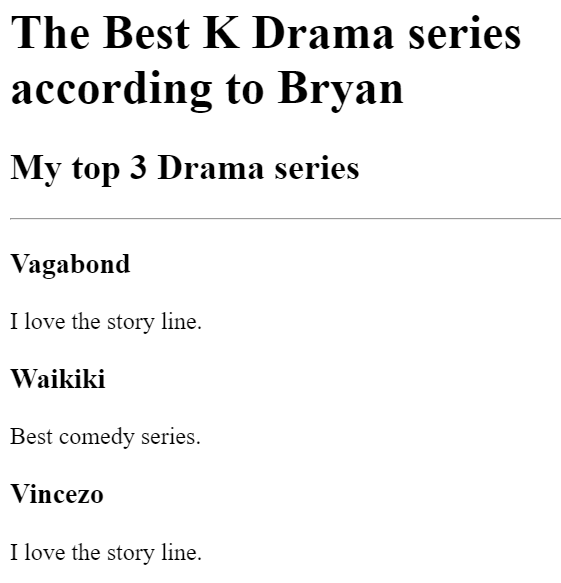 The Best K Drama series
according to Bryan
My top 3 Drama series
Vagabond
I love the story line.
Waikiki
Best comedy series.
Vincezo
I love the story line.